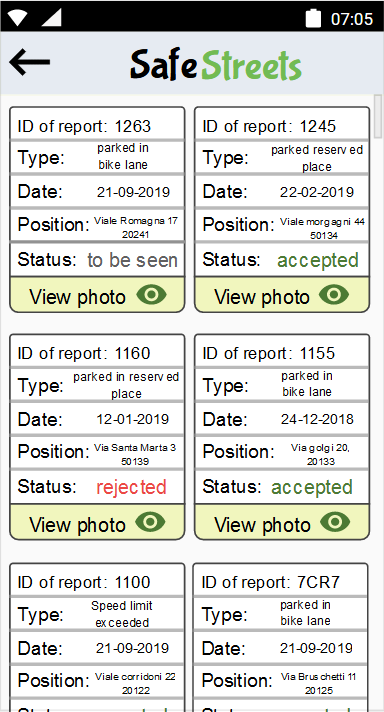 07:05
SafeStreets
ID of report: 1263
Type: parked in
bike lane
Date: 21-09-2019
Position: Viale Romagna 17
20241
Status: to be seen
View photo
ID of report: 1245
Type: parked reserved
place
Date: 22-02-2019
Position: Viale morgagni 44
50134
Status: accepted
View photo
ID of report: 1160
Type: parked in reserved
place
Date: 12-01-2019
Position: Via Santa Marta 3
50139
Status: rejected
View photo
ID of report: 1155
Type: parked in
bike lane
Date: 24-12-2018
Position: Via golgi 20,
20133
Status: accepted
View photo
ID of report: 1100
Type: Speed limit
exceeded
Date: 21-09-2019
Position: Viale corridoni 22
20122
ID of report: 7CR7
Type: parked in
bike lane
Date: 21-09-2019
Position: Via Bruschetti 11
20125